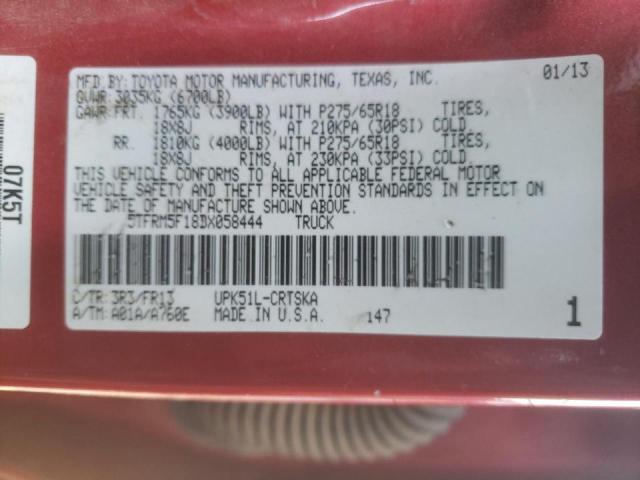 MFD BY: TOYOTA MOTOR MANUFACTURING, TEXAS, INC. 01/13
GVWR: 3035KG (6700LB)
GAWR: FRT. 1765KG (3900LB) WITH P275/65R18 TIRES,
18X8J RIMS, AT 210KPA (30PSI) COLD.
RR. 1810KG (4000LB) WITH P275/65R18 TIRES,
18X8J RIMS, AT 230KPA (33PSI) COLD.
THIS VEHICLE CONFORMS TO ALL APPLICABLE FEDERAL MOTOR
VEHICLE SAFETY AND THEFT PREVENTION STANDARDS IN EFFECT ON
THE DATE OF MANUFACTURE SHOWN ABOVE.
5TFRM5F18DX058444 TRUCK
C/TR: 3R3/FR13 UPK51L-CRTSKA
A/TM: A01A/A760E MADE IN U.S.A. 147 1
07K5T